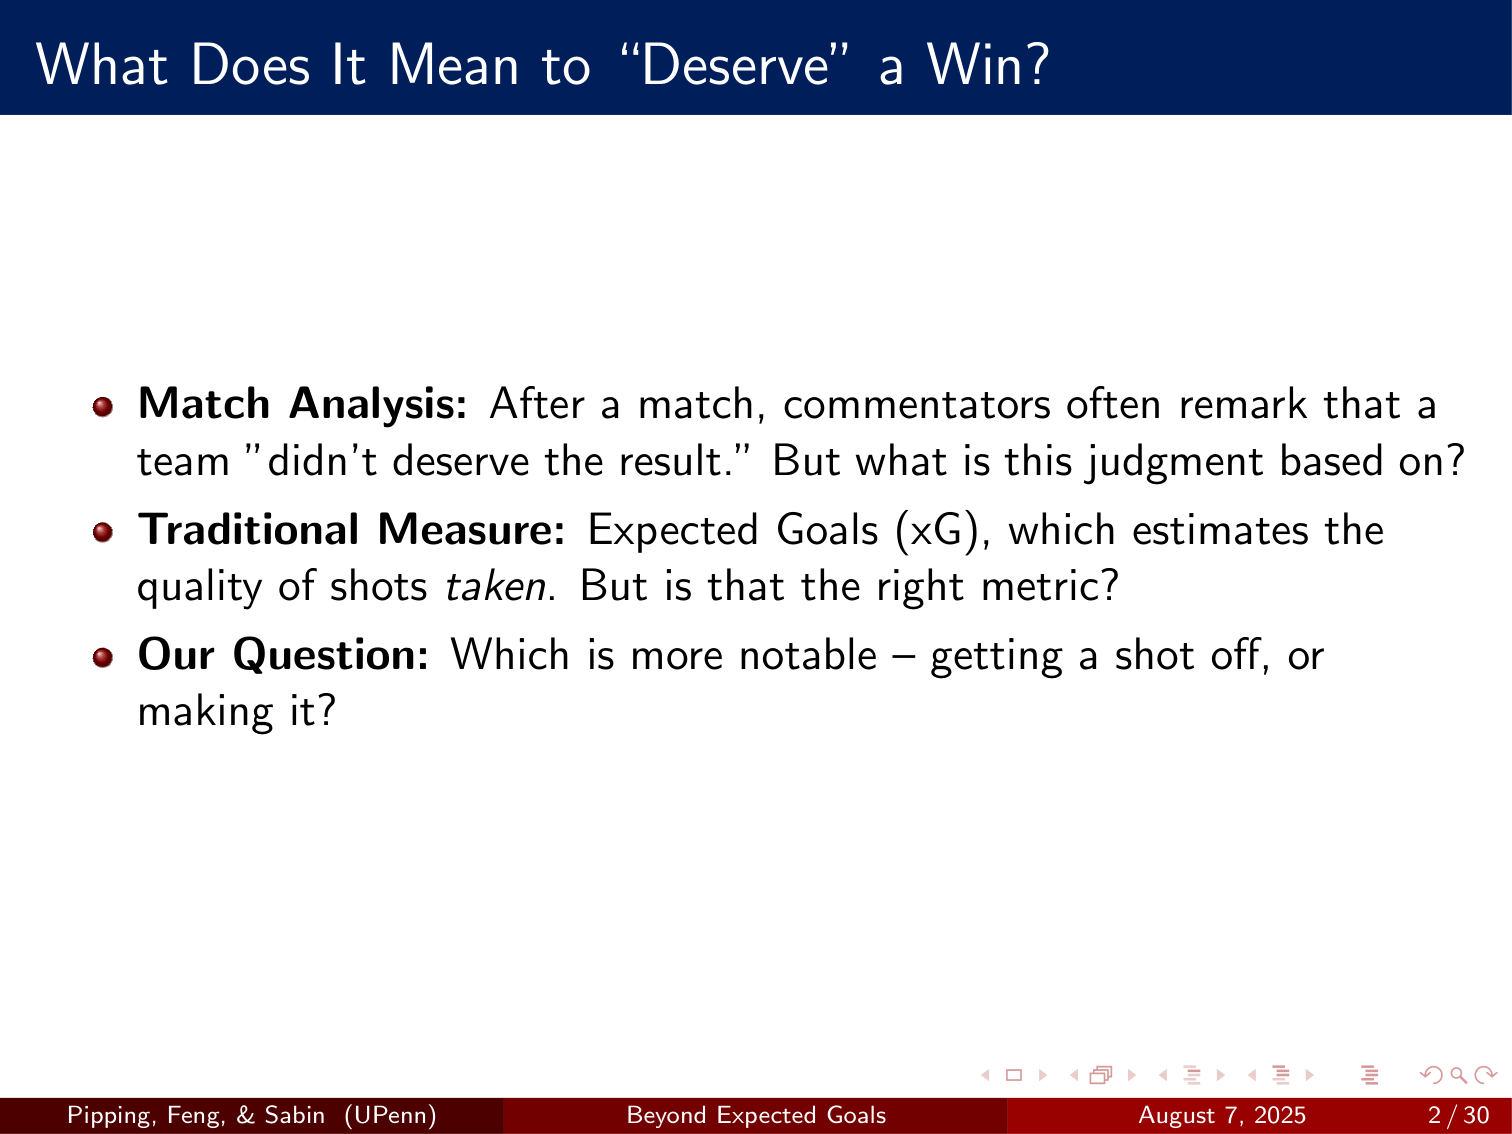 What Does It Mean to “Deserve” a Win?
Match Analysis: After a match, commentators often remark that a
team ”didn’t deserve the result.” But what is this judgment based on?
Traditional Measure: Expected Goals (xG), which estimates the
quality of shots taken. But is that the right metric?
Our Question: Which is more notable – getting a shot off, or
making it?
Pipping, Feng, & Sabin (UPenn)
Beyond Expected Goals
August 7, 2025
2 / 30